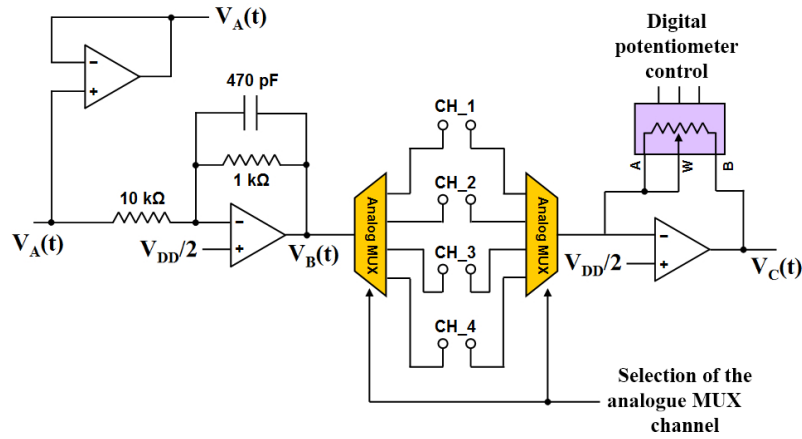 V_A(t)
Digital
potentiometer
control
470 pF
1 kΩ
10 kΩ
V_A(t)
V_DD/2
V_B(t)
Analog MUX
CH_1
CH_2
CH_3
CH_4
Analog MUX
A
W
B
V_DD/2
V_C(t)
Selection of the
analogue MUX
channel